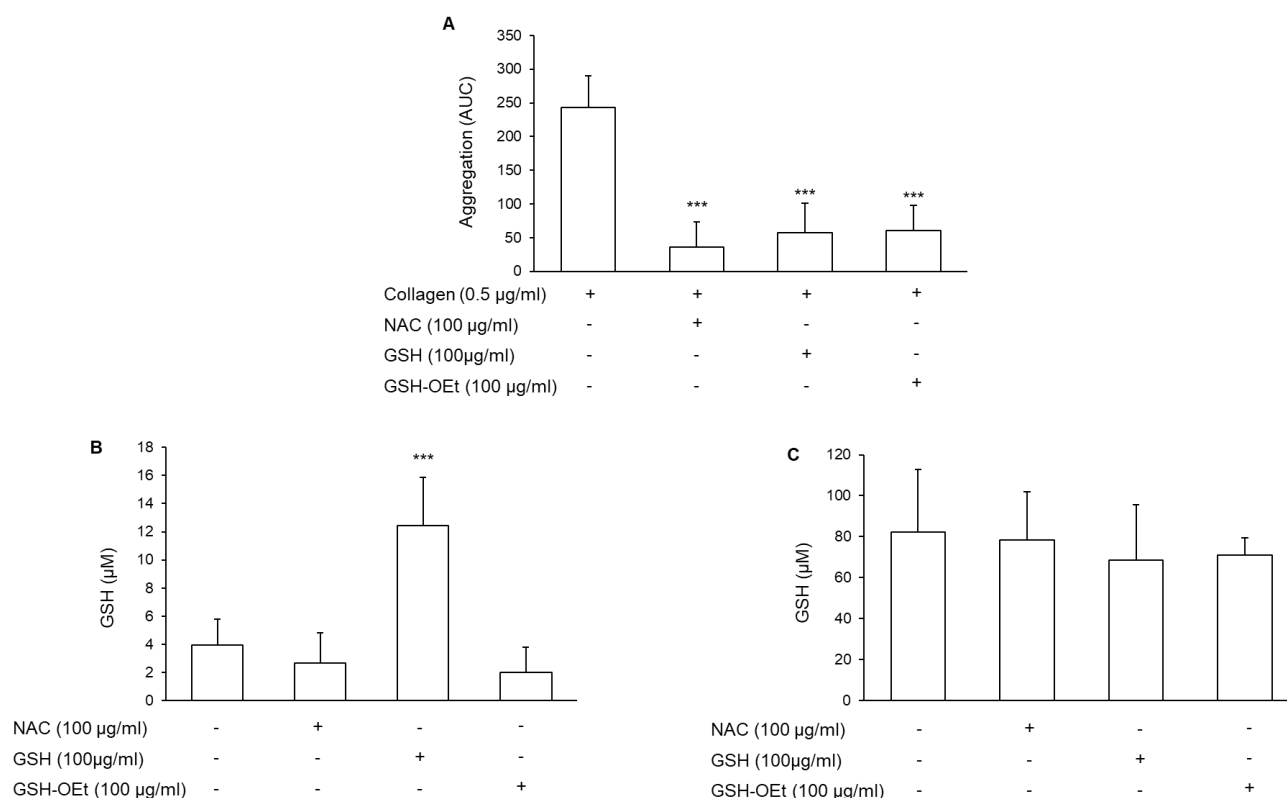 A
350
300
250
200
150
100
50
0
Aggregation (AUC)
*** *** ***
Collagen (0.5 µg/ml) + + + +
NAC (100 µg/ml) - + - -
GSH (100µg/ml) - - + -
GSH-OEt (100 µg/ml) - - - +
B
18
16
14
12
10
8
6
4
2
0
GSH (µM)
***
NAC (100 µg/ml) - + - -
GSH (100µg/ml) - - + -
GSH-OEt (100 µg/ml) - - - +
C
120
100
80
60
40
20
0
GSH (µM)
NAC (100 µg/ml) - + - -
GSH (100µg/ml) - - + -
GSH-OEt (100 µg/ml) - - - +